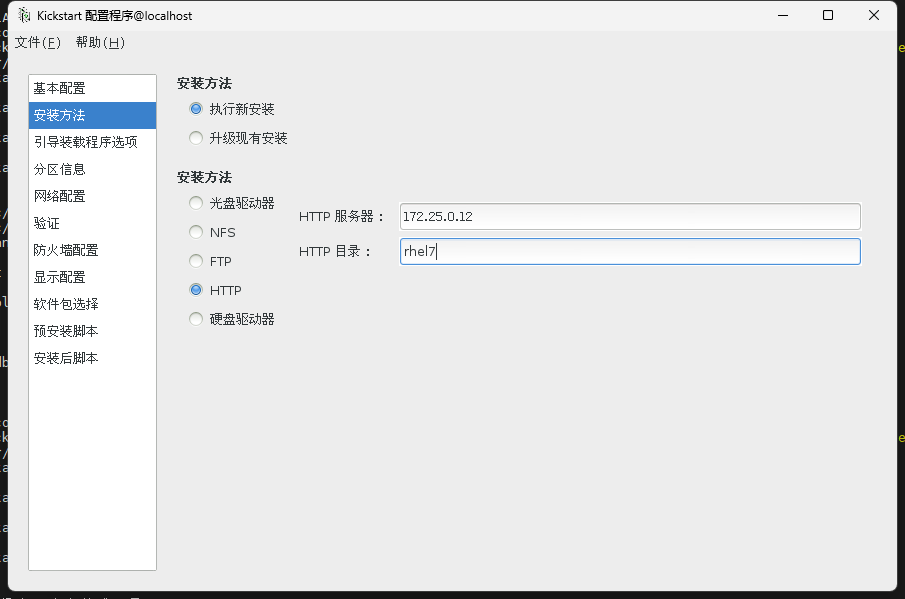 Kickstart 配置程序@localhost
文件(F) 帮助(H)
基本配置
安装方法
引导装载程序选项
分区信息
网络配置
验证
防火墙配置
显示配置
软件包选择
预安装脚本
安装后脚本
安装方法
执行新安装
升级现有安装
安装方法
光盘驱动器
NFS
FTP
HTTP
硬盘驱动器
HTTP 服务器： 172.25.0.12
HTTP 目录： rhel7